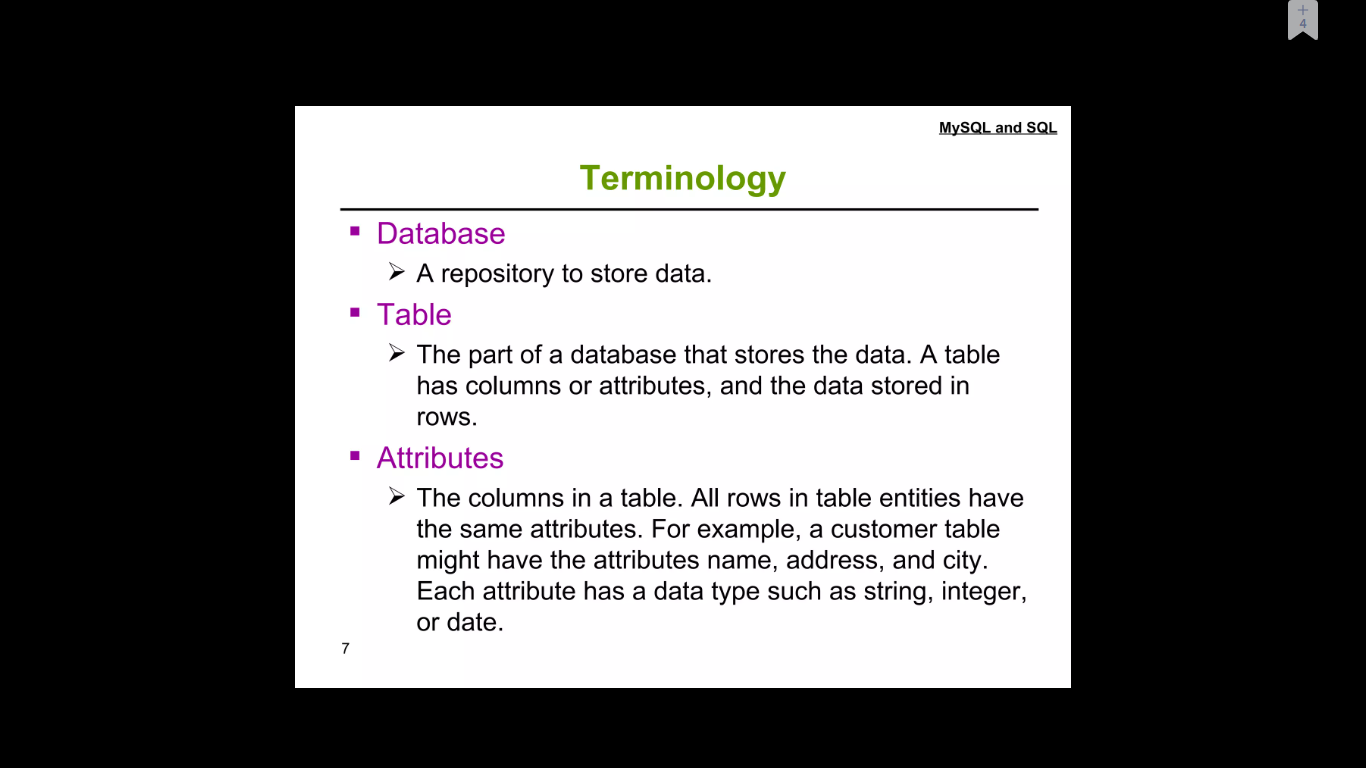 +
4
MySQL and SQL
Terminology
▪ Database
➢ A repository to store data.
▪ Table
➢ The part of a database that stores the data. A table
has columns or attributes, and the data stored in
rows.
▪ Attributes
➢ The columns in a table. All rows in table entities have
the same attributes. For example, a customer table
might have the attributes name, address, and city.
Each attribute has a data type such as string, integer,
or date.
7